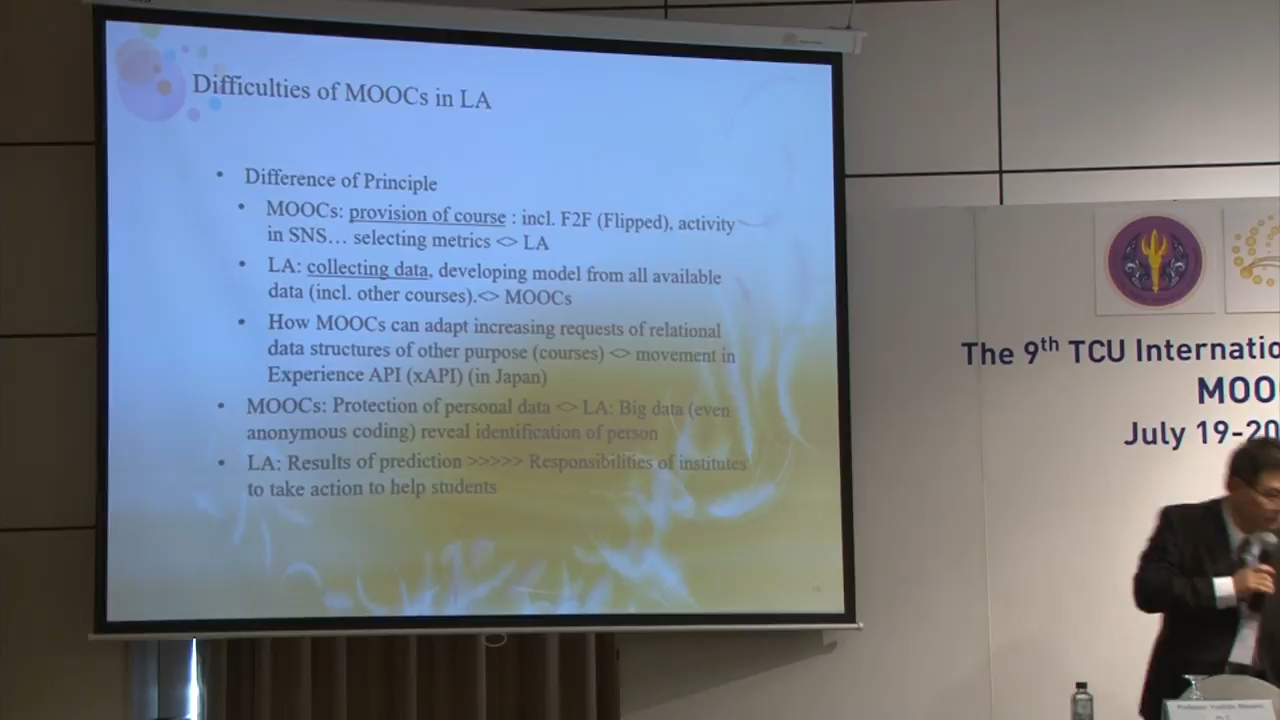 Difficulties of MOOCs in LA
• Difference of Principle
• MOOCs: provision of course : incl. F2F (Flipped), activity
in SNS… selecting metrics <> LA
• LA: collecting data, developing model from all available
data (incl. other courses).<> MOOCs
• How MOOCs can adapt increasing requests of relational
data structures of other purpose (courses) <> movement in
Experience API (xAPI) (in Japan)
• MOOCs: Protection of personal data <> LA: Big data (even
anonymous coding) reveal identification of person
• LA: Results of prediction >>>>> Responsibilities of institutes
to take action to help students
The 9th TCU Internatio
MOO
July 19-20
Professor